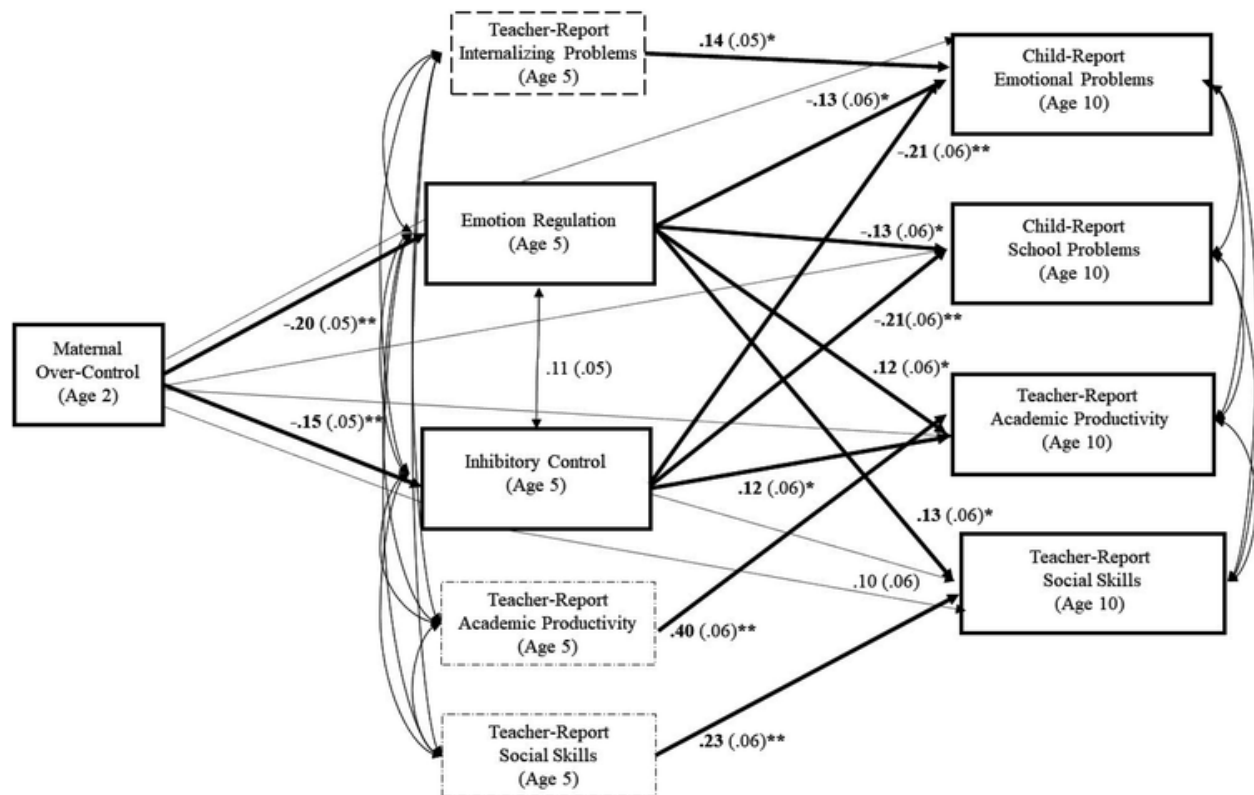 Teacher-Report
Internalizing Problems
(Age 5)
.14 (.05)*
Child-Report
Emotional Problems
(Age 10)
-.13 (.06)*
-.21 (.06)**
Emotion Regulation
(Age 5)
Child-Report
School Problems
(Age 10)
-.13 (.06)*
-.20 (.05)**
-.21(.06)**
Maternal
Over-Control
(Age 2)
.11 (.05)
.12 (.06)*
Teacher-Report
Academic Productivity
(Age 10)
-.15 (.05)**
Inhibitory Control
(Age 5)
.12 (.06)*
.13 (.06)*
Teacher-Report
Social Skills
(Age 10)
.10 (.06)
Teacher-Report
Academic Productivity
(Age 5)
.40 (.06)**
Teacher-Report
Social Skills
(Age 5)
.23 (.06)**